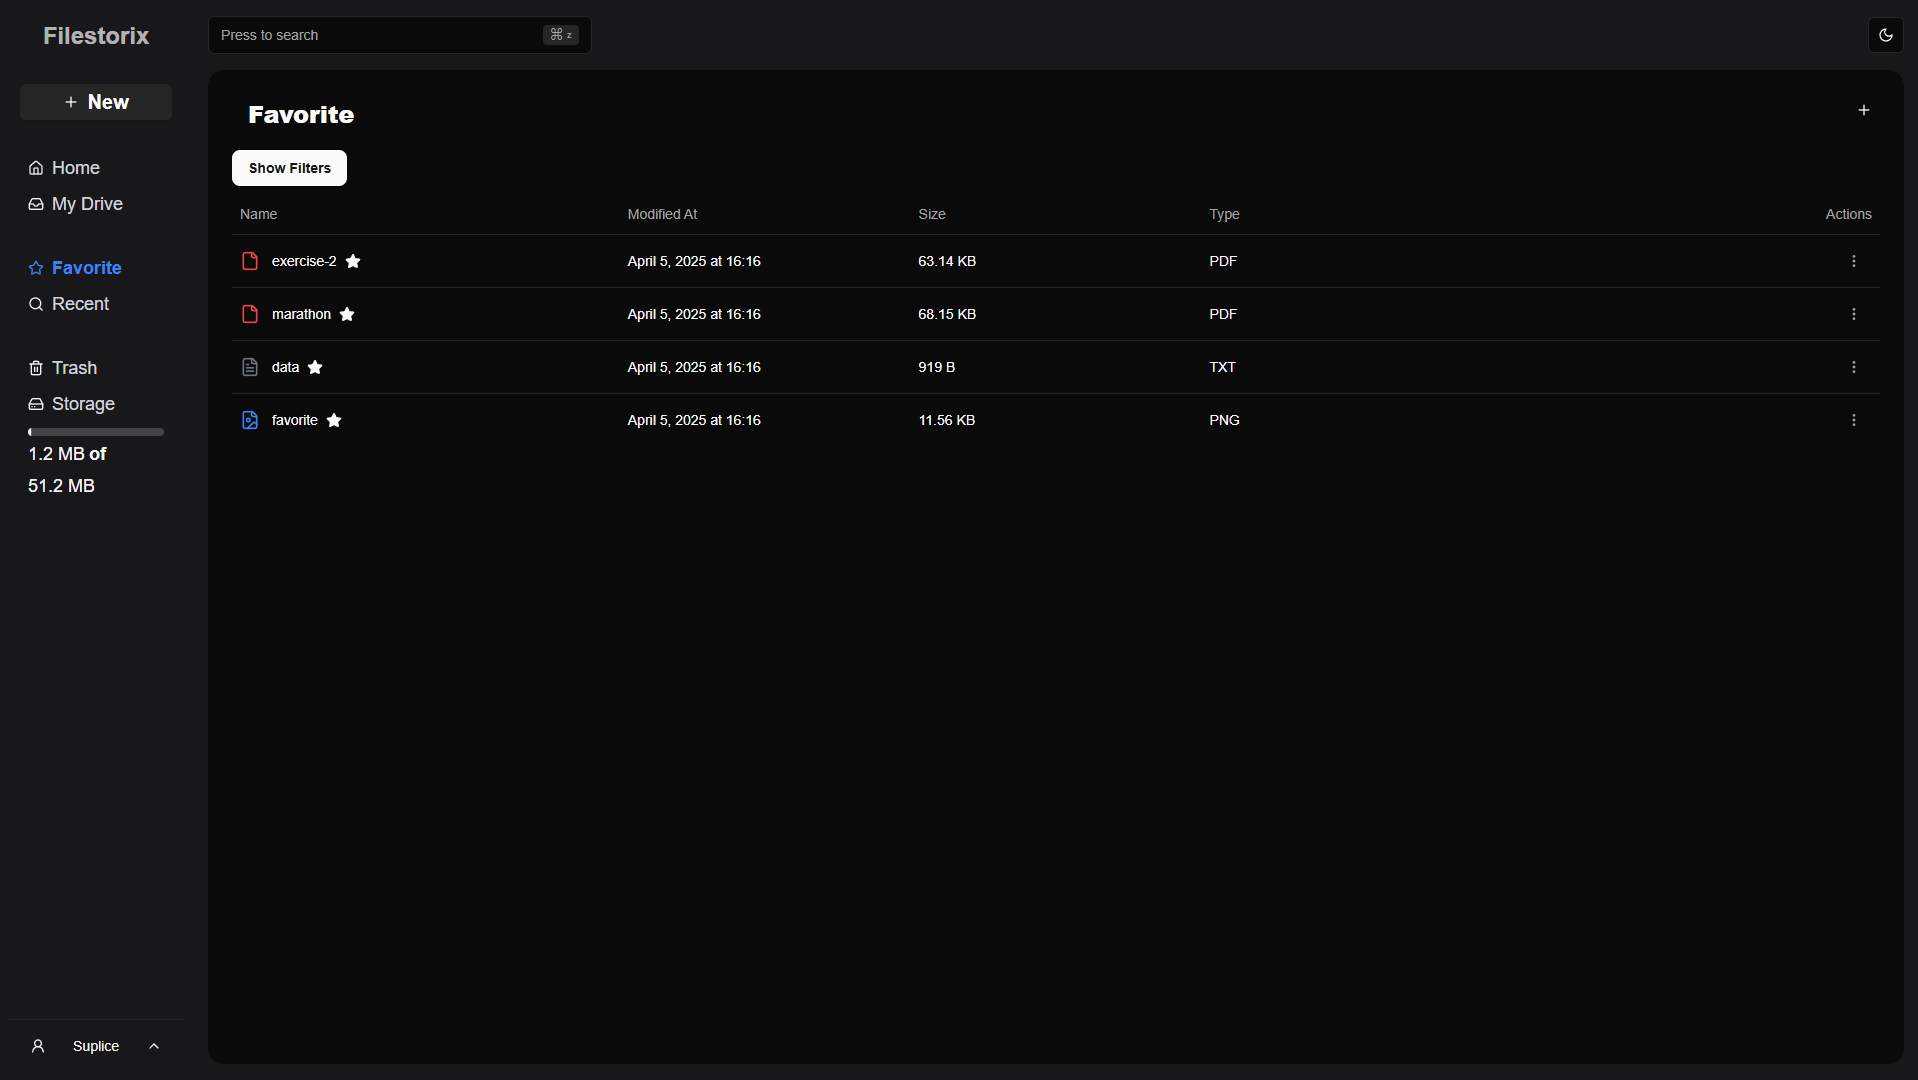 Filestorix
Press to search
⌘ z
New
Home
My Drive
Favorite
Recent
Trash
Storage
1.2 MB of
51.2 MB
Suplice
Favorite
Show Filters
Name Modified At Size Type Actions
exercise-2 April 5, 2025 at 16:16 63.14 KB PDF
marathon April 5, 2025 at 16:16 68.15 KB PDF
data April 5, 2025 at 16:16 919 B TXT
favorite April 5, 2025 at 16:16 11.56 KB PNG